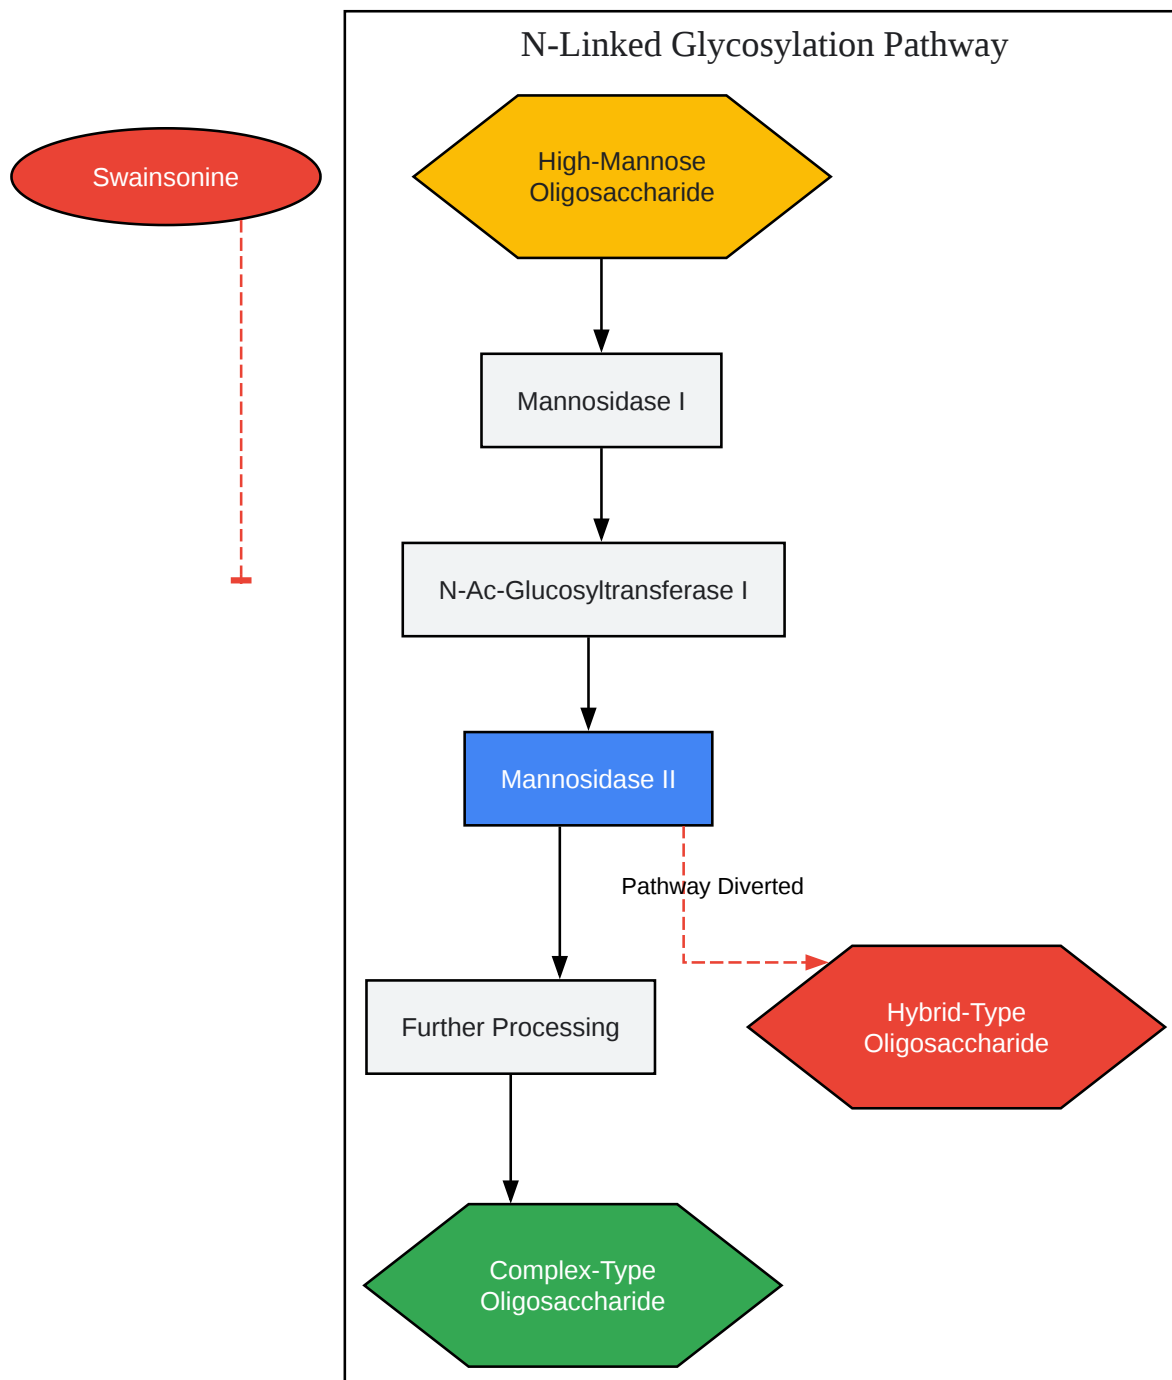 N-Linked Glycosylation Pathway
Swainsonine
High-Mannose
Oligosaccharide
Mannosidase I
N-Ac-Glucosyltransferase I
Mannosidase II
Pathway Diverted
Further Processing
Hybrid-Type
Oligosaccharide
Complex-Type
Oligosaccharide